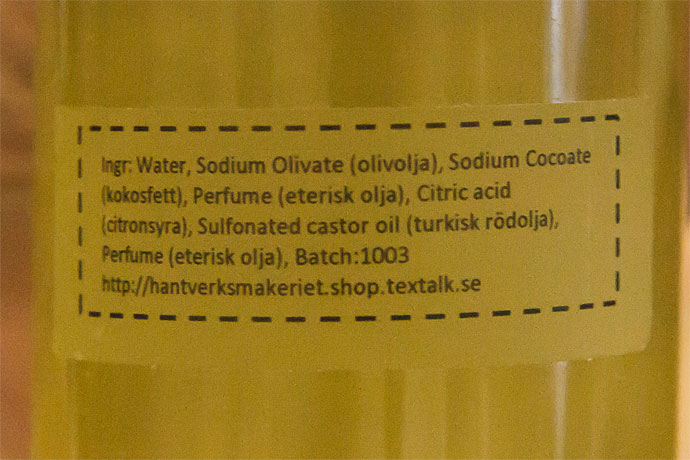 Ingr: Water, Sodium Olivate (olivolja), Sodium Cocoate
(kokosfett), Perfume (eterisk olja), Citric acid
(citronsyra), Sulfonated castor oil (turkisk rödolja),
Perfume (eterisk olja), Batch:1003
http://hantverksmakeriet.shop.textalk.se